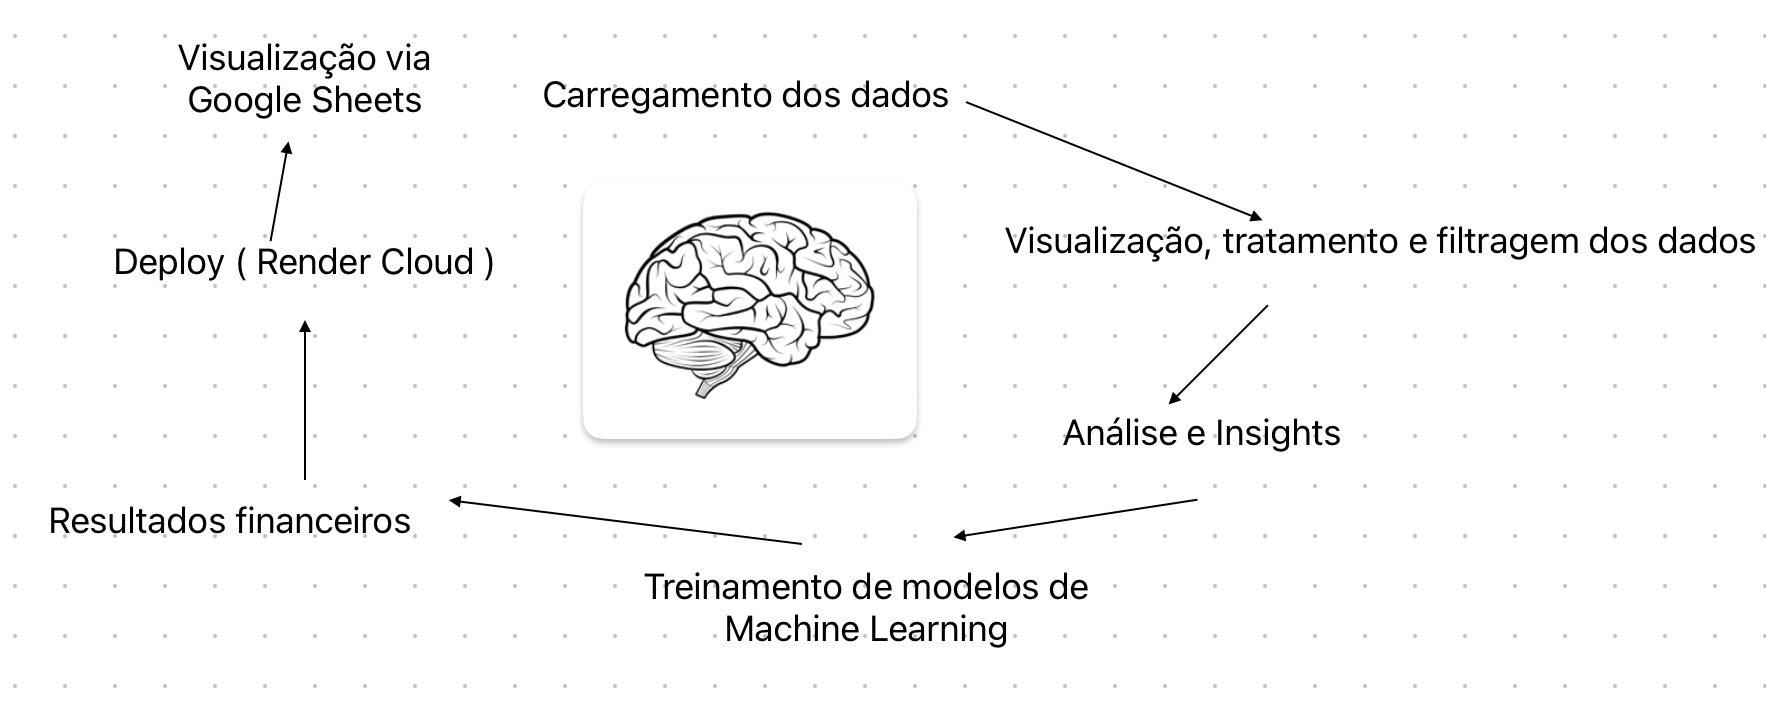 Visualização via
Google Sheets
Carregamento dos dados
Visualização, tratamento e filtragem dos dados
Deploy ( Render Cloud )
Análise e Insights
Resultados financeiros
Treinamento de modelos de
Machine Learning